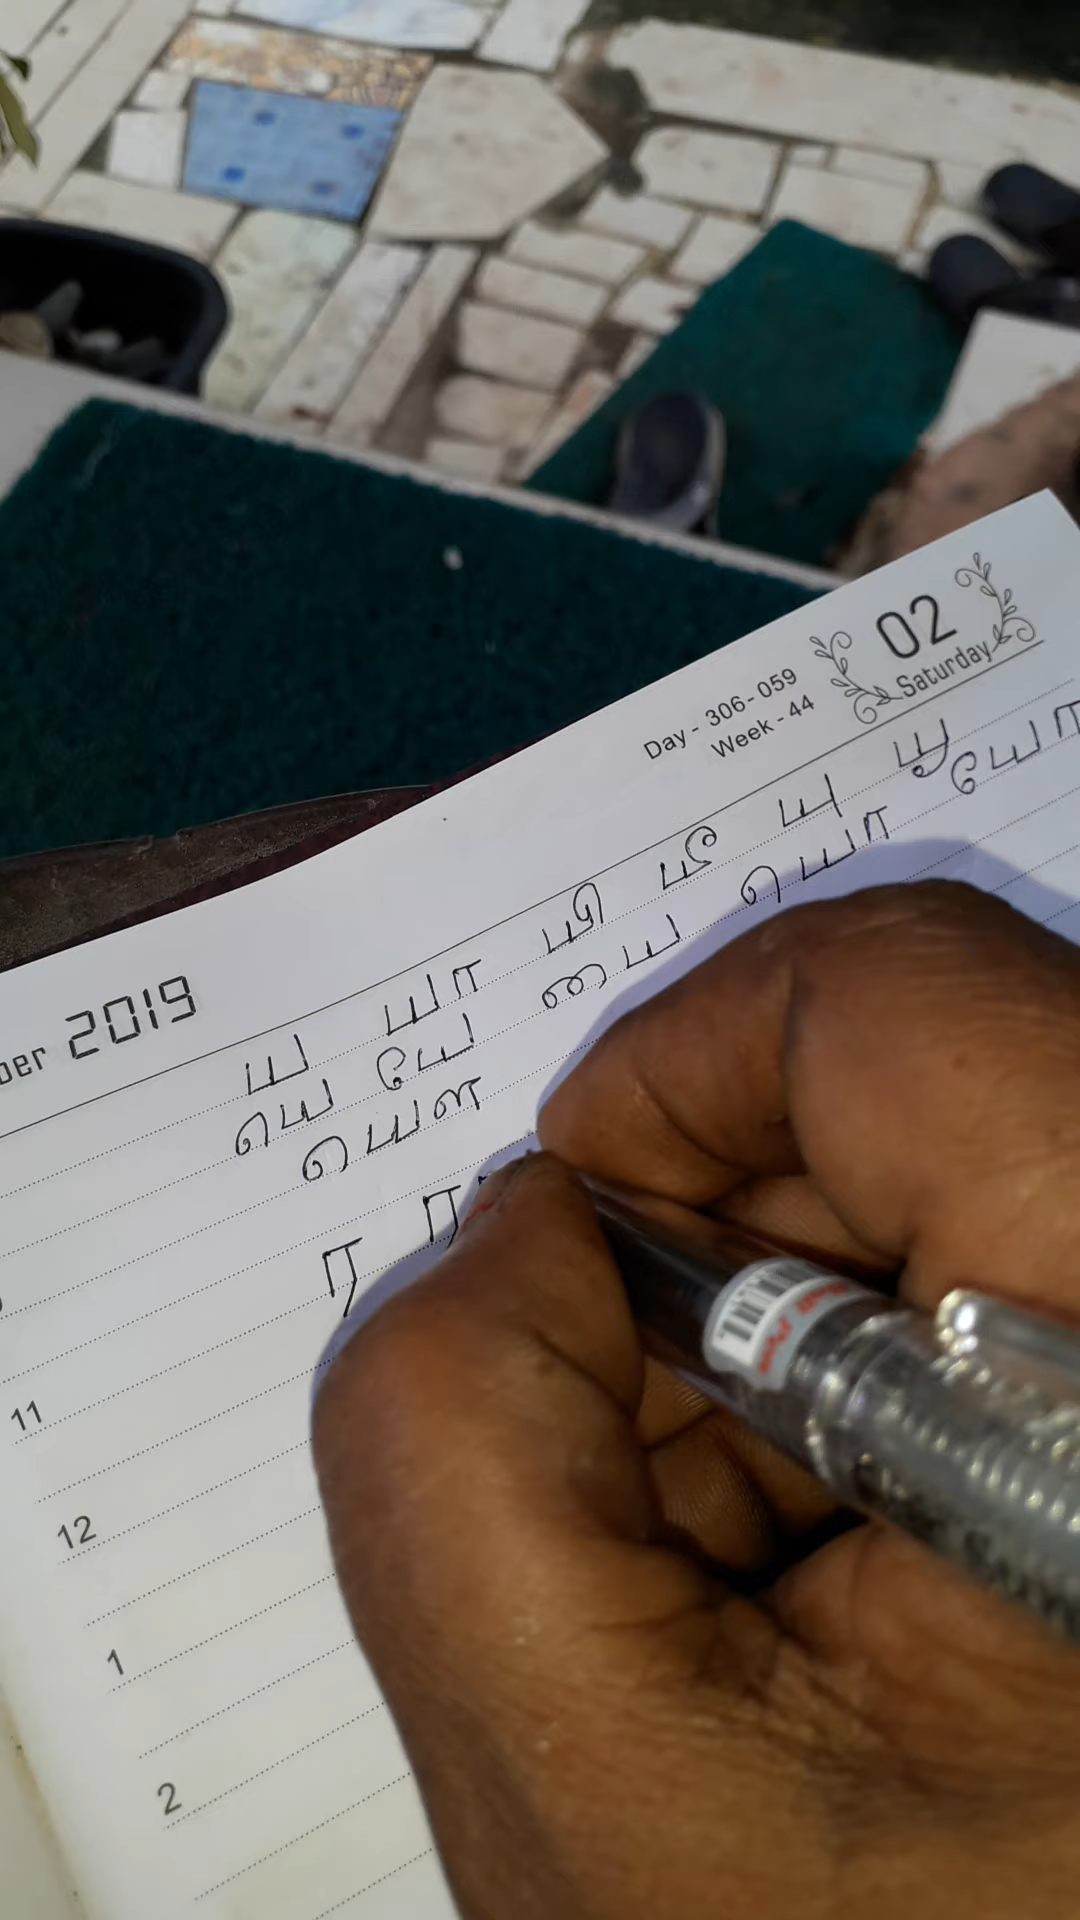 02
Saturday
Day - 306-059
Week - 44
ber 2019
ய யா யி யீ யு யூ
யெ யே யை யொ யோ
யௌ
ர ர
11
12
1
2